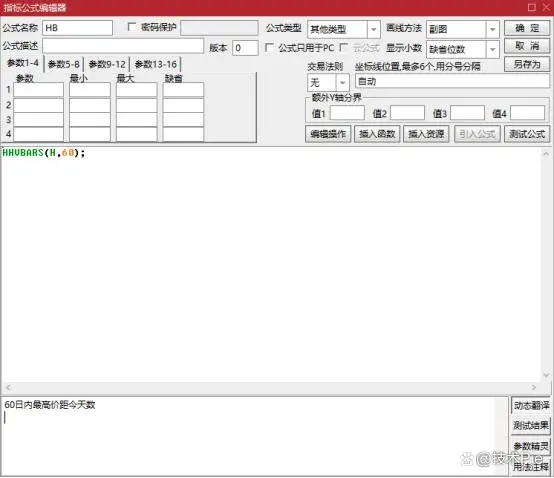 指标公式编辑器
公式名称 HB 密码保护 公式类型 其他类型 画线方法 副图 确 定
公式描述 版本 0 公式只用于PC 云公式 显示小数 缺省位数 取 消
参数1-4 参数5-8 参数9-12 参数13-16 交易法则 坐标线位置,最多6个,用分号分隔 另存为
参数 最小 最大 缺省 无 自动
1
2
3
4
额外Y轴分界
值1 值2 值3 值4
编辑操作 插入函数 插入资源 引入公式 测试公式
HHVBARS(H,60);
60日内最高价距今天数
动态翻译
测试结果
参数精灵
用法注释
@技术Pie